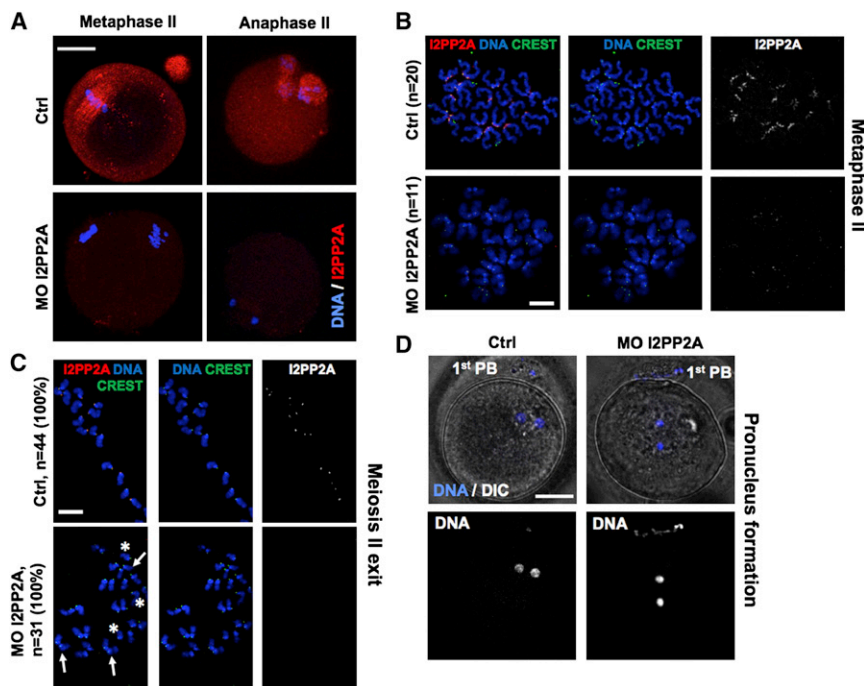 A
Metaphase II
Anaphase II
Ctrl
MO I2PP2A
DNA / I2PP2A
B
I2PP2A DNA CREST
DNA CREST
I2PP2A
Ctrl (n=20)
MO I2PP2A (n=11)
Metaphase II
C
I2PP2A DNA
CREST
DNA CREST
I2PP2A
Ctrl, n=44 (100%)
MO I2PP2A,
n=31 (100%)
* * *
Meiosis II exit
D
Ctrl
MO I2PP2A
1st PB
1st PB
DNA / DIC
DNA
DNA
Pronucleus formation